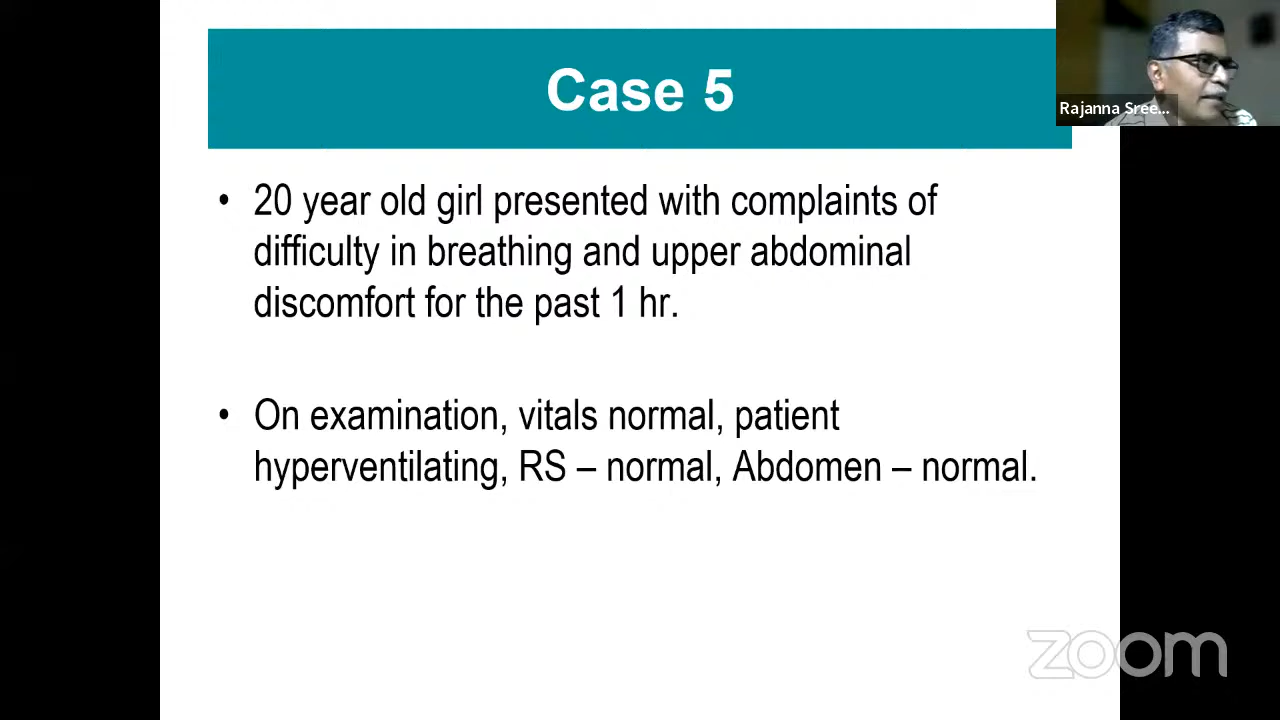 Case 5
Rajanna Sree...
• 20 year old girl presented with complaints of
difficulty in breathing and upper abdominal
discomfort for the past 1 hr.
• On examination, vitals normal, patient
hyperventilating, RS – normal, Abdomen – normal.
zoom